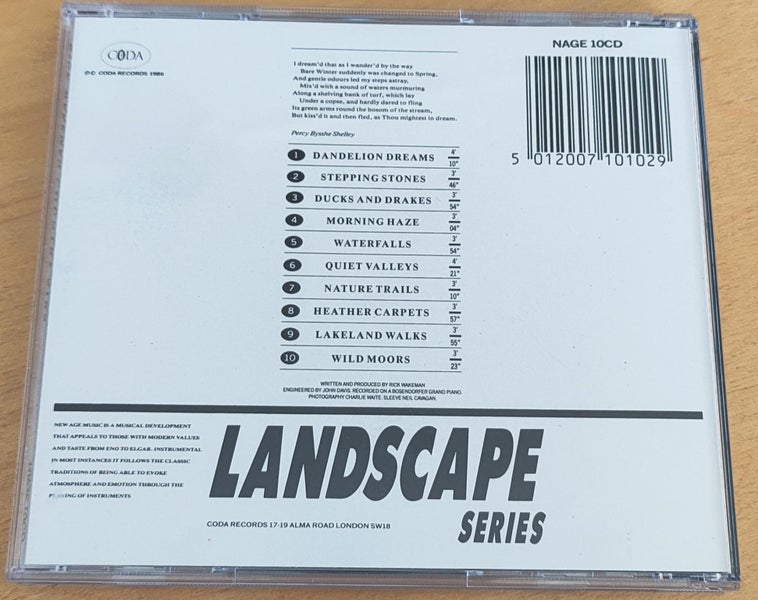 CODA
℗© CODA RECORDS 1986
I dream'd that as I wander'd by the way
Bare Winter suddenly was changed to Spring,
And gentle odours led my steps astray,
Mix'd with a sound of waters murmuring
Along a shelving bank of turf, which lay
Under a copse, and hardly dared to fling
Its green arms round the bosom of the stream,
But kiss'd it and then fled, as Thou mightest in dream.
Percy Bysshe Shelley
NAGE 10CD
5 012007 101029
1 DANDELION DREAMS 4' 10"
2 STEPPING STONES 3' 46"
3 DUCKS AND DRAKES 3' 54"
4 MORNING HAZE 3' 04"
5 WATERFALLS 3' 54"
6 QUIET VALLEYS 4' 21"
7 NATURE TRAILS 3' 10"
8 HEATHER CARPETS 3' 57"
9 LAKELAND WALKS 3' 55"
10 WILD MOORS 3' 23"
WRITTEN AND PRODUCED BY RICK WAKEMAN
ENGINEERED BY JOHN DAVIS. RECORDED ON A BOSENDORFER GRAND PIANO.
PHOTOGRAPHY CHARLIE WAITE. SLEEVE NEIL CAVAGAN.
NEW AGE MUSIC IS A MUSICAL DEVELOPMENT
THAT APPEALS TO THOSE WITH MODERN VALUES
AND TASTE FROM ENO TO ELGAR. INSTRUMENTAL
IN MOST INSTANCES IT FOLLOWS THE CLASSIC
TRADITIONS OF BEING ABLE TO EVOKE
ATMOSPHERE AND EMOTION THROUGH THE
PLAYING OF INSTRUMENTS
LANDSCAPE
SERIES
CODA RECORDS 17-19 ALMA ROAD LONDON SW18